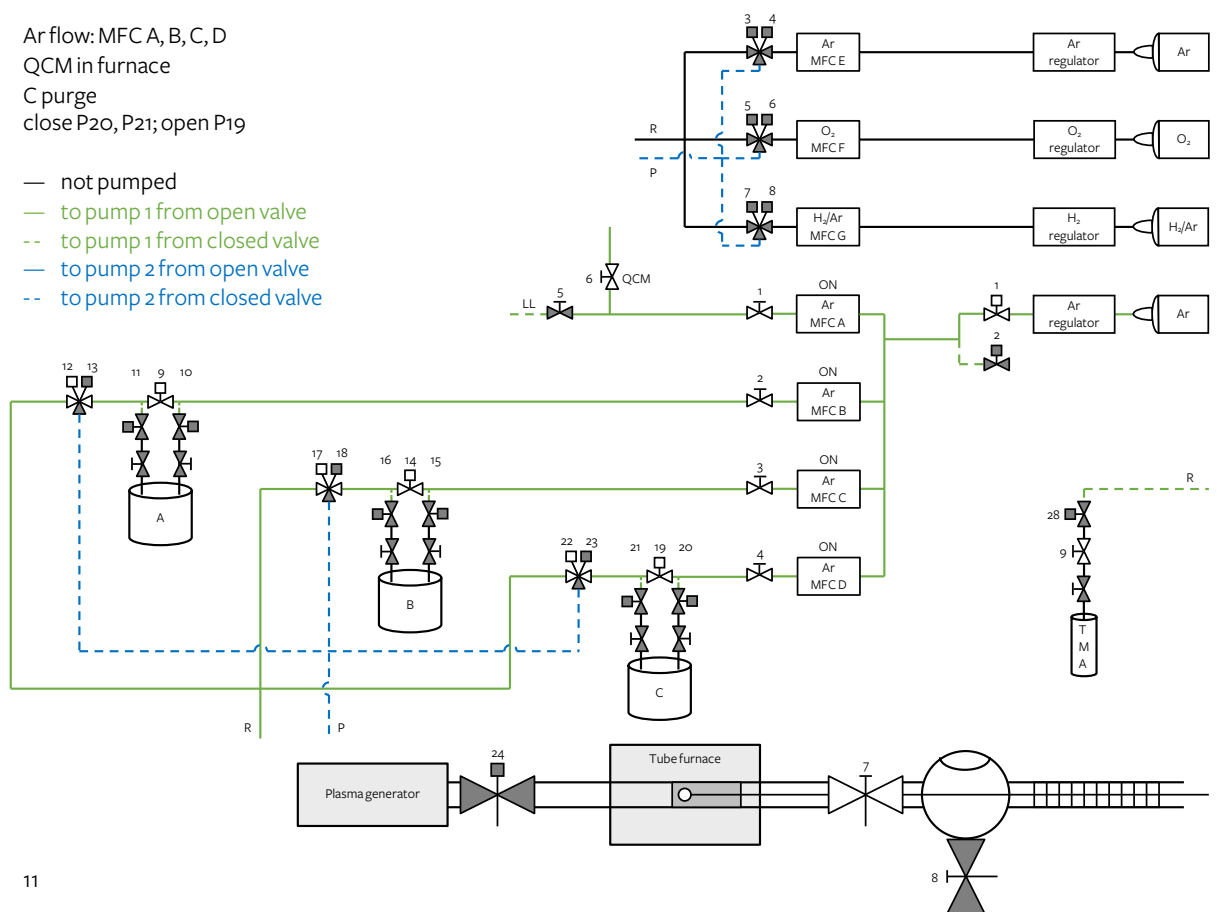 Ar flow: MFC A, B, C, D
QCM in furnace
C purge
close P20, P21; open P19
— not pumped
— to pump 1 from open valve
-- to pump 1 from closed valve
— to pump 2 from open valve
-- to pump 2 from closed valve
3 4
Ar
MFC E
Ar
regulator
Ar
5 6
R
P
O₂
MFC F
O₂
regulator
O₂
7 8
H₂/Ar
MFC G
H₂
regulator
H₂/Ar
6
QCM
LL
5
1
ON
Ar
MFC A
1
Ar
regulator
Ar
2
12 13
11 9 10
2
ON
Ar
MFC B
A
17 18
16 14 15
3
ON
Ar
MFC C
B
R
28
9
T
M
A
22 23
21 19 20
4
ON
Ar
MFC D
C
R
P
Plasma generator
24
Tube furnace
7
8
11